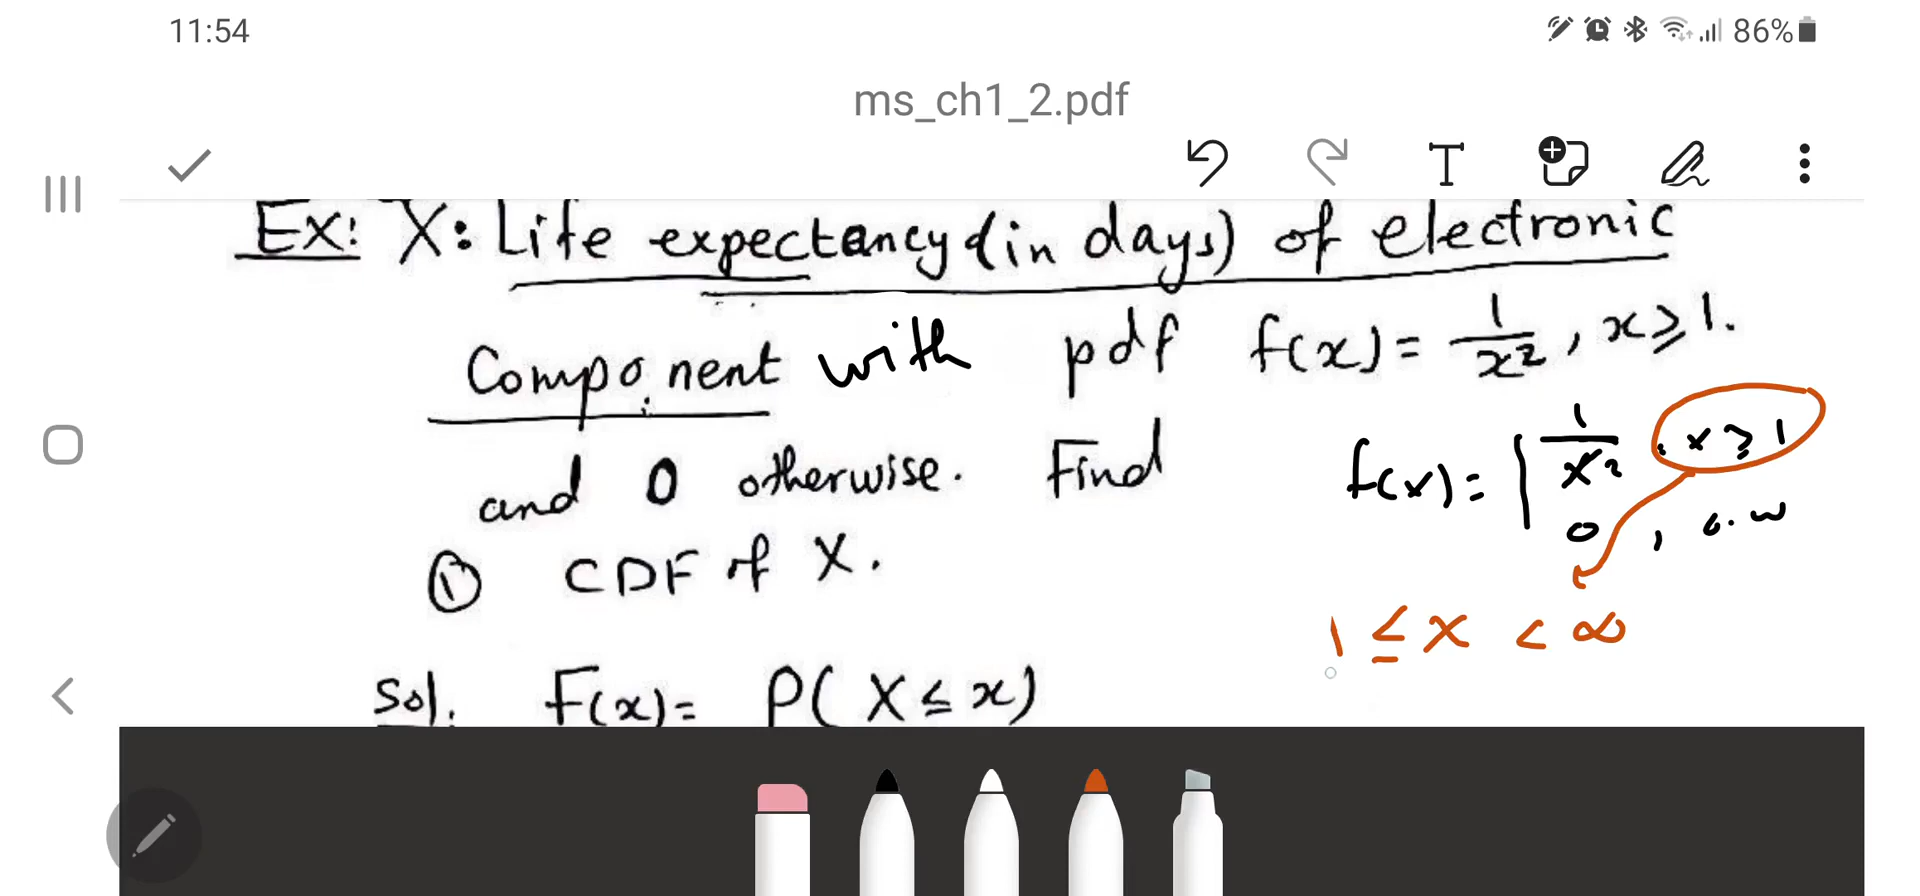 11:54
86%
ms_ch1_2.pdf
T
Ex: X: Life expectancy (in days) of electronic
Component with pdf f(x) = 1/x², x ≥ 1.
f(x) = { 1/x², x ≥ 1
and 0 otherwise. Find
0, o.w
① CDF of X.
1 ≤ x < ∞
Sol. F(x) = P(X ≤ x)